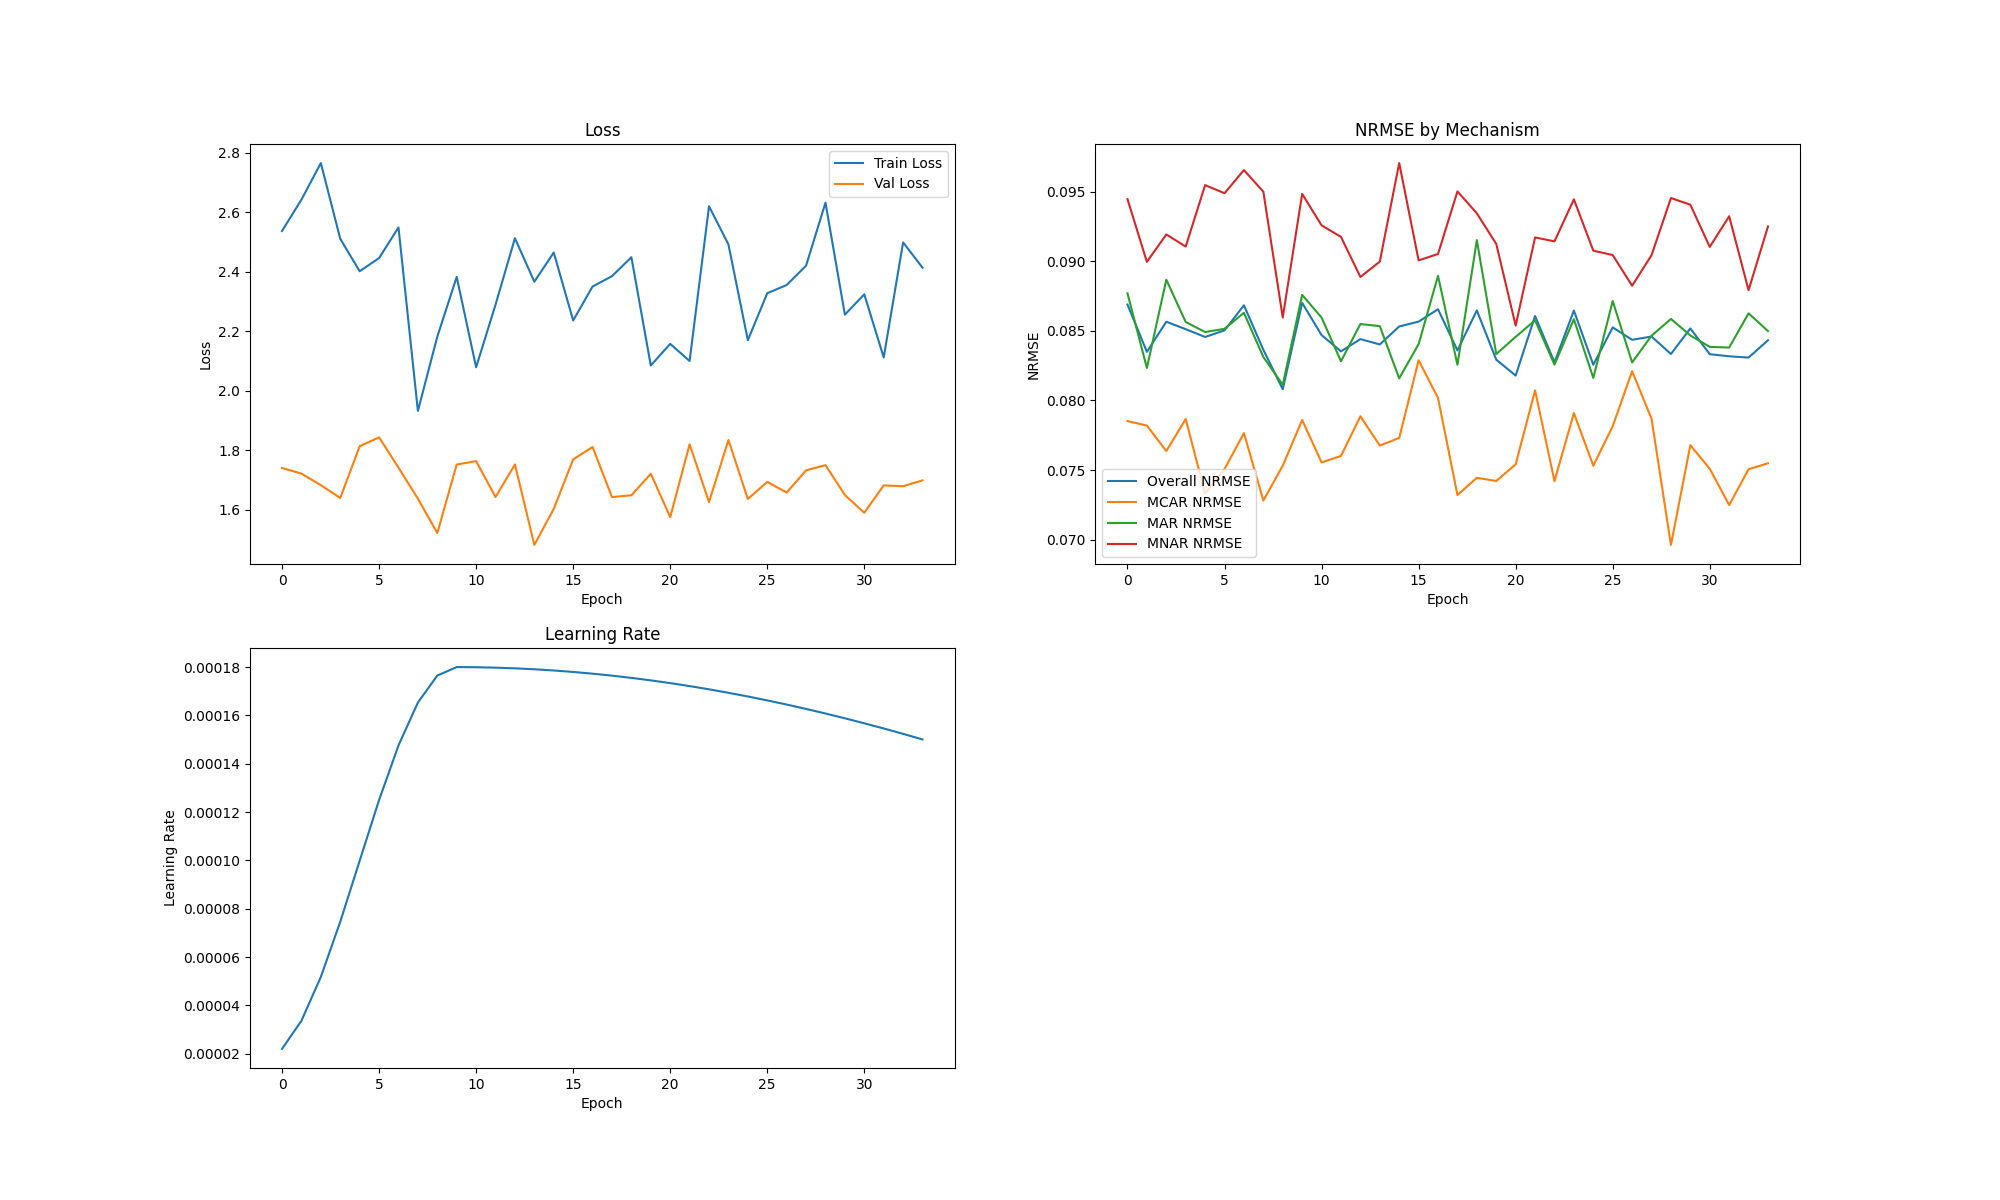 Loss
2.8
2.6
2.4
2.2
2.0
1.8
1.6
Loss
Train Loss
Val Loss
0 5 10 15 20 25 30
Epoch
NRMSE by Mechanism
0.095
0.090
0.085
0.080
0.075
0.070
NRMSE
Overall NRMSE
MCAR NRMSE
MAR NRMSE
MNAR NRMSE
0 5 10 15 20 25 30
Epoch
Learning Rate
0.00018
0.00016
0.00014
0.00012
0.00010
0.00008
0.00006
0.00004
0.00002
Learning Rate
0 5 10 15 20 25 30
Epoch